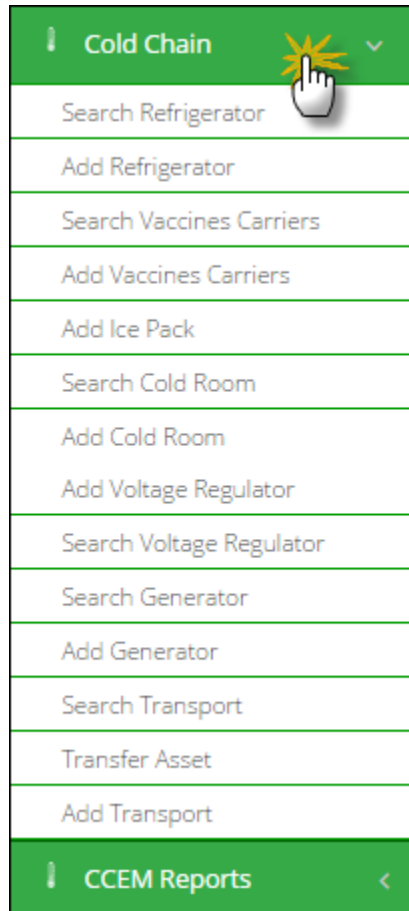 Cold Chain
Search Refrigerator
Add Refrigerator
Search Vaccines Carriers
Add Vaccines Carriers
Add Ice Pack
Search Cold Room
Add Cold Room
Add Voltage Regulator
Search Voltage Regulator
Search Generator
Add Generator
Search Transport
Transfer Asset
Add Transport
CCEM Reports